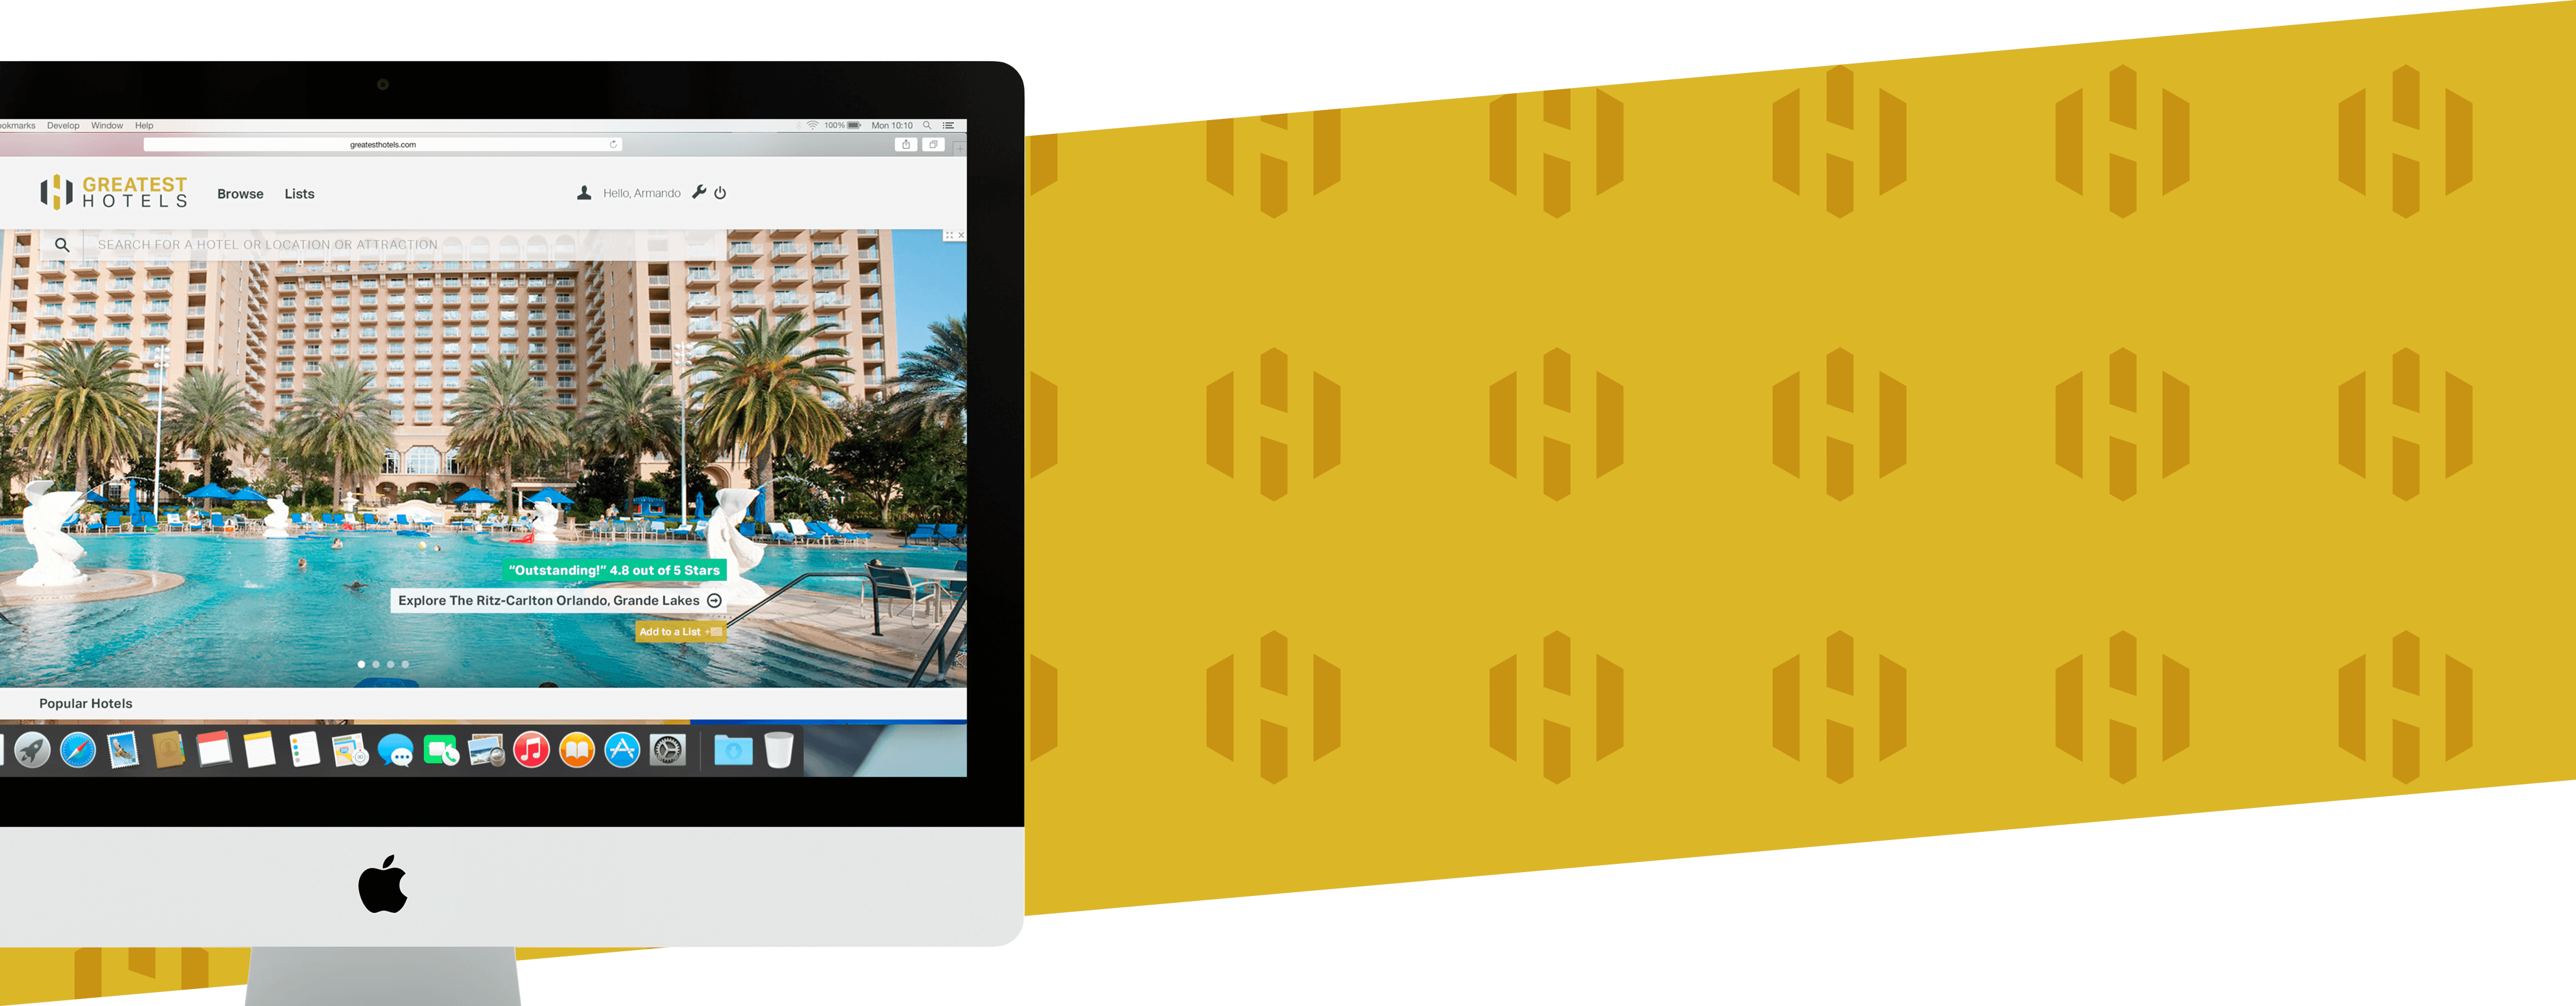 ookmarks Develop Window Help
100% Mon 10:10
greatesthotels.com
GREATEST
HOTELS
Browse Lists
Hello, Armando
SEARCH FOR A HOTEL OR LOCATION OR ATTRACTION
“Outstanding!” 4.8 out of 5 Stars
Explore The Ritz-Carlton Orlando, Grande Lakes
Add to a List +
Popular Hotels